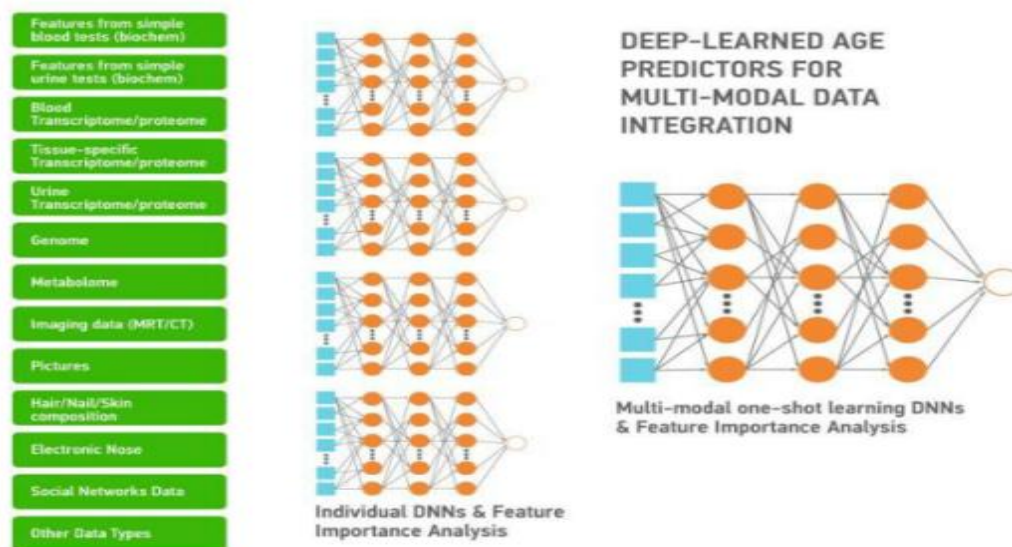 Features from simple
blood tests (biochem)
Features from simple
urine tests (biochem)
Blood
Transcriptome/proteome
Tissue-specific
Transcriptome/proteome
Urine
Transcriptome/proteome
Genome
Metabolome
Imaging data (MRT/CT)
Pictures
Hair/Nail/Skin
composition
Electronic Nose
Social Networks Data
Other Data Types
Individual DNNs & Feature
Importance Analysis
DEEP-LEARNED AGE
PREDICTORS FOR
MULTI-MODAL DATA
INTEGRATION
Multi-modal one-shot learning DNNs
& Feature Importance Analysis